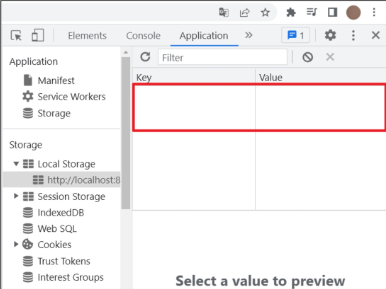 Elements Console Application 1
Application
Manifest
Service Workers
Storage
Storage
Local Storage
http://localhost:8
Session Storage
IndexedDB
Web SQL
Cookies
Trust Tokens
Interest Groups
Filter
Key Value
Select a value to preview